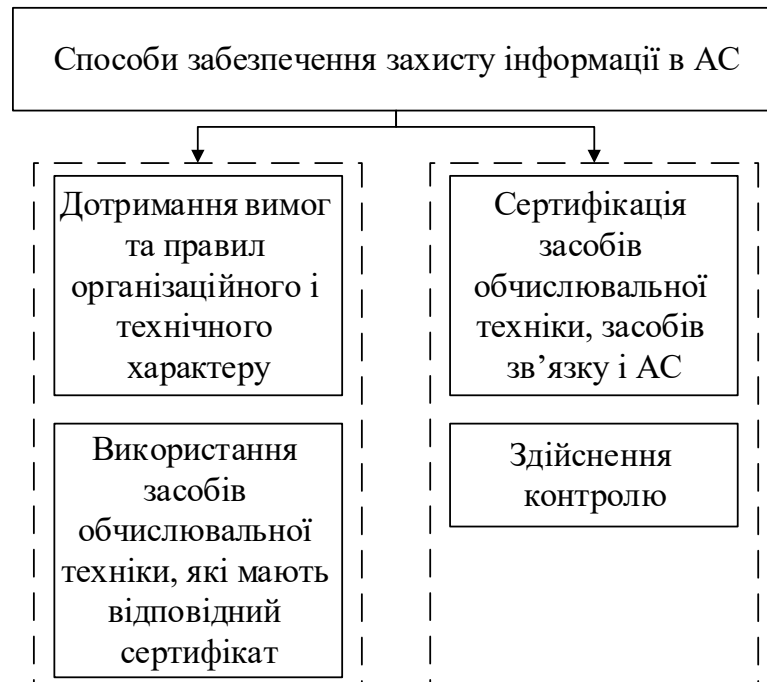 Способи забезпечення захисту інформації в АС
Дотримання вимог
та правил
організаційного і
технічного
характеру
Використання
засобів
обчислювальної
техніки, які мають
відповідний
сертифікат
Сертифікація
засобів
обчислювальної
техніки, засобів
зв’язку і АС
Здійснення
контролю